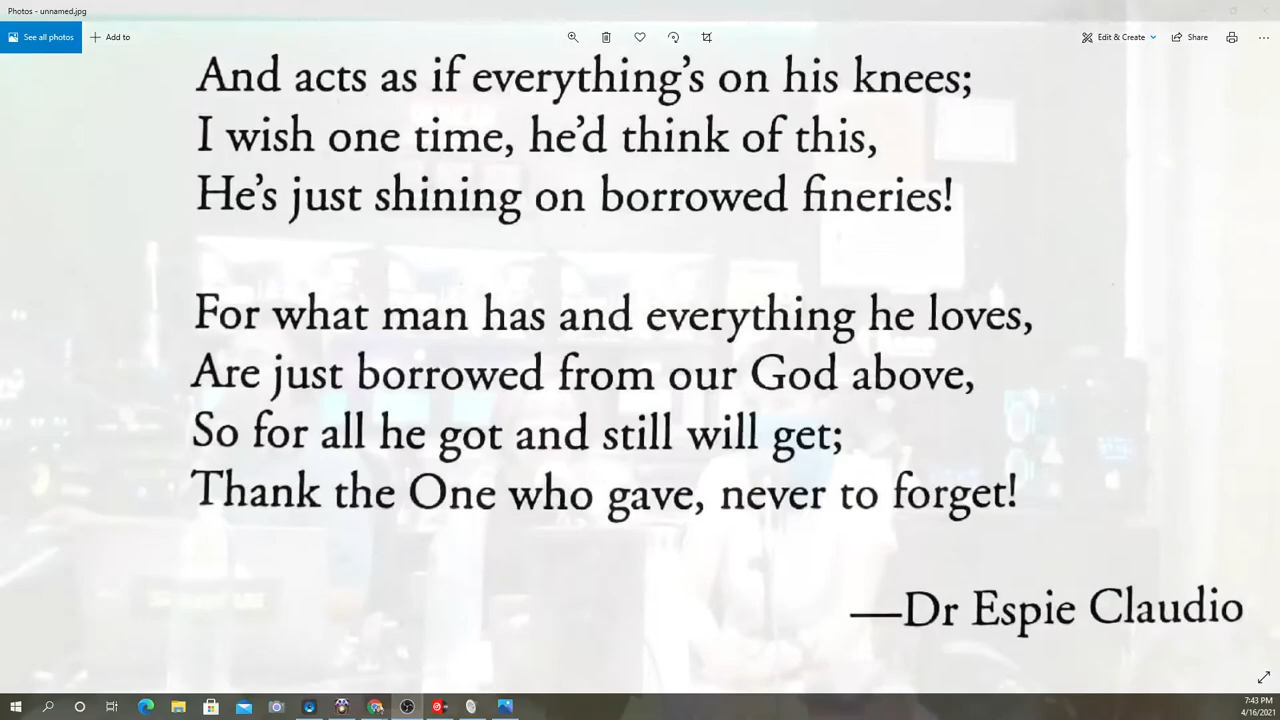 Photos - unnamed.jpg
See all photos
Add to
Edit & Create
Share
And acts as if everything’s on his knees;
I wish one time, he’d think of this,
He’s just shining on borrowed fineries!
For what man has and everything he loves,
Are just borrowed from our God above,
So for all he got and still will get;
Thank the One who gave, never to forget!
—Dr Espie Claudio
7:43 PM
4/16/2021